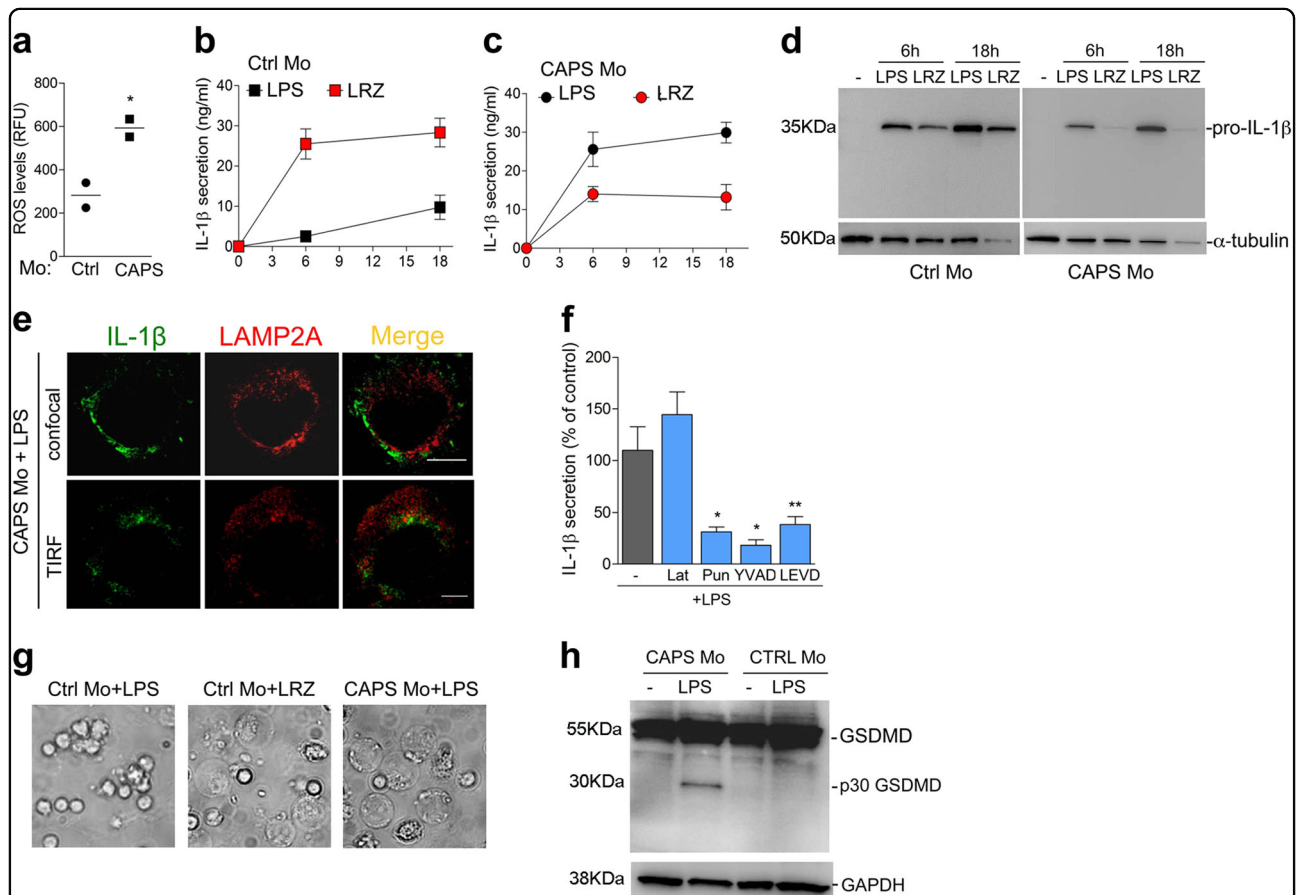 a
ROS levels (RFU)
800
600
400
200
0
*
Mo: Ctrl CAPS
b
Ctrl Mo
LPS LRZ
IL-1β secretion (ng/ml)
40
30
20
10
0
0 3 6 9 12 15 18
c
CAPS Mo
LPS LRZ
IL-1β secretion (ng/ml)
40
30
20
10
0
0 3 6 9 12 15 18
d
6h 18h 6h 18h
- LPS LRZ LPS LRZ - LPS LRZ LPS LRZ
35KDa -pro-IL-1β
50KDa -α-tubulin
Ctrl Mo CAPS Mo
e
IL-1β LAMP2A Merge
CAPS Mo + LPS
confocal
TIRF
f
IL-1β secretion (% of control)
200
150
100
50
0
* * **
- Lat Pun YVAD LEVD
+LPS
g
Ctrl Mo+LPS Ctrl Mo+LRZ CAPS Mo+LPS
h
CAPS Mo CTRL Mo
- LPS - LPS
55KDa -GSDMD
30KDa -p30 GSDMD
38KDa -GAPDH